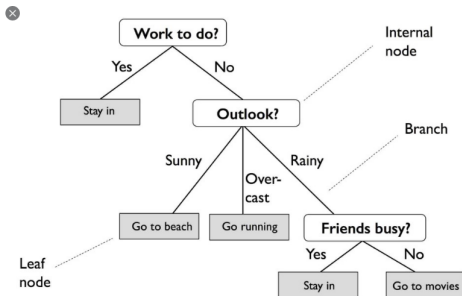 Work to do?
Internal
node
Yes
No
Stay in
Outlook?
Branch
Sunny
Over-
cast
Rainy
Go to beach
Go running
Friends busy?
Leaf
node
Yes
No
Stay in
Go to movies